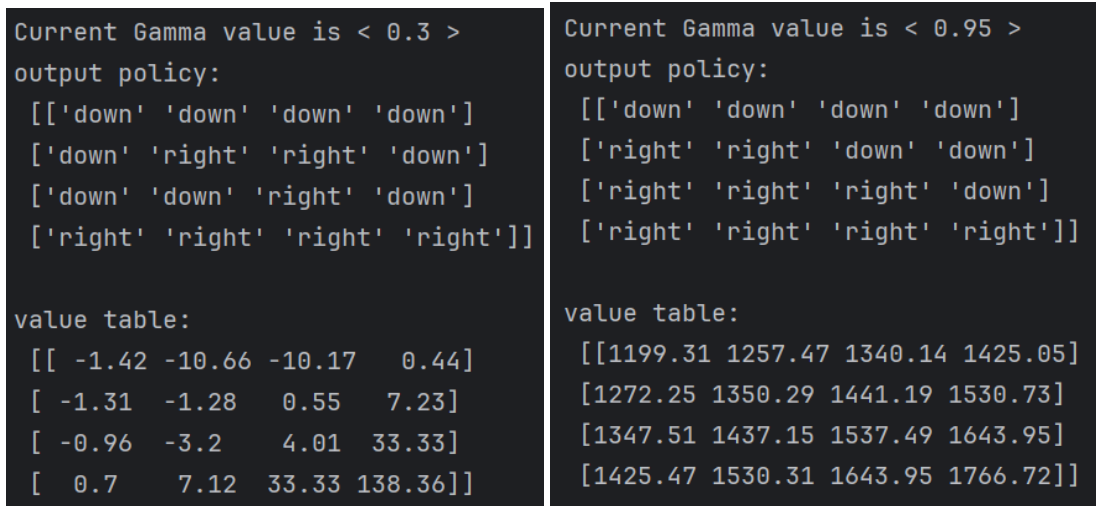 Current Gamma value is < 0.3 >
output policy:
[['down' 'down' 'down' 'down']
['down' 'right' 'right' 'down']
['down' 'down' 'right' 'down']
['right' 'right' 'right' 'right']]
value table:
[[ -1.42 -10.66 -10.17 0.44]
[ -1.31 -1.28 0.55 7.23]
[ -0.96 -3.2 4.01 33.33]
[ 0.7 7.12 33.33 138.36]]
Current Gamma value is < 0.95 >
output policy:
[['down' 'down' 'down' 'down']
['right' 'right' 'down' 'down']
['right' 'right' 'right' 'down']
['right' 'right' 'right' 'right']]
value table:
[[1199.31 1257.47 1340.14 1425.05]
[1272.25 1350.29 1441.19 1530.73]
[1347.51 1437.15 1537.49 1643.95]
[1425.47 1530.31 1643.95 1766.72]]